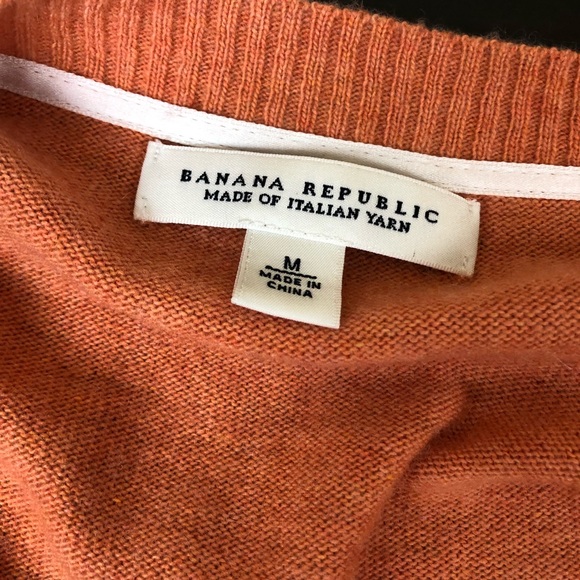 BANANA REPUBLIC
MADE OF ITALIAN YARN
M
MADE IN
CHINA